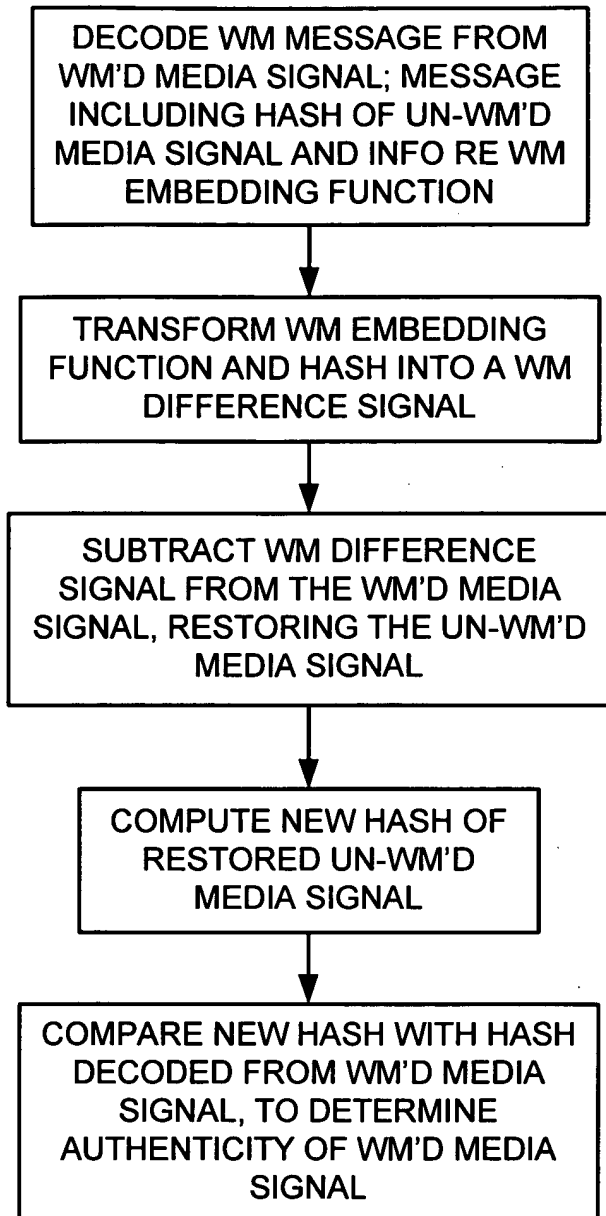 DECODE WM MESSAGE FROM
WM'D MEDIA SIGNAL; MESSAGE
INCLUDING HASH OF UN-WM'D
MEDIA SIGNAL AND INFO RE WM
EMBEDDING FUNCTION
TRANSFORM WM EMBEDDING
FUNCTION AND HASH INTO A WM
DIFFERENCE SIGNAL
SUBTRACT WM DIFFERENCE
SIGNAL FROM THE WM'D MEDIA
SIGNAL, RESTORING THE UN-WM'D
MEDIA SIGNAL
COMPUTE NEW HASH OF
RESTORED UN-WM'D
MEDIA SIGNAL
COMPARE NEW HASH WITH HASH
DECODED FROM WM'D MEDIA
SIGNAL, TO DETERMINE
AUTHENTICITY OF WM'D MEDIA
SIGNAL